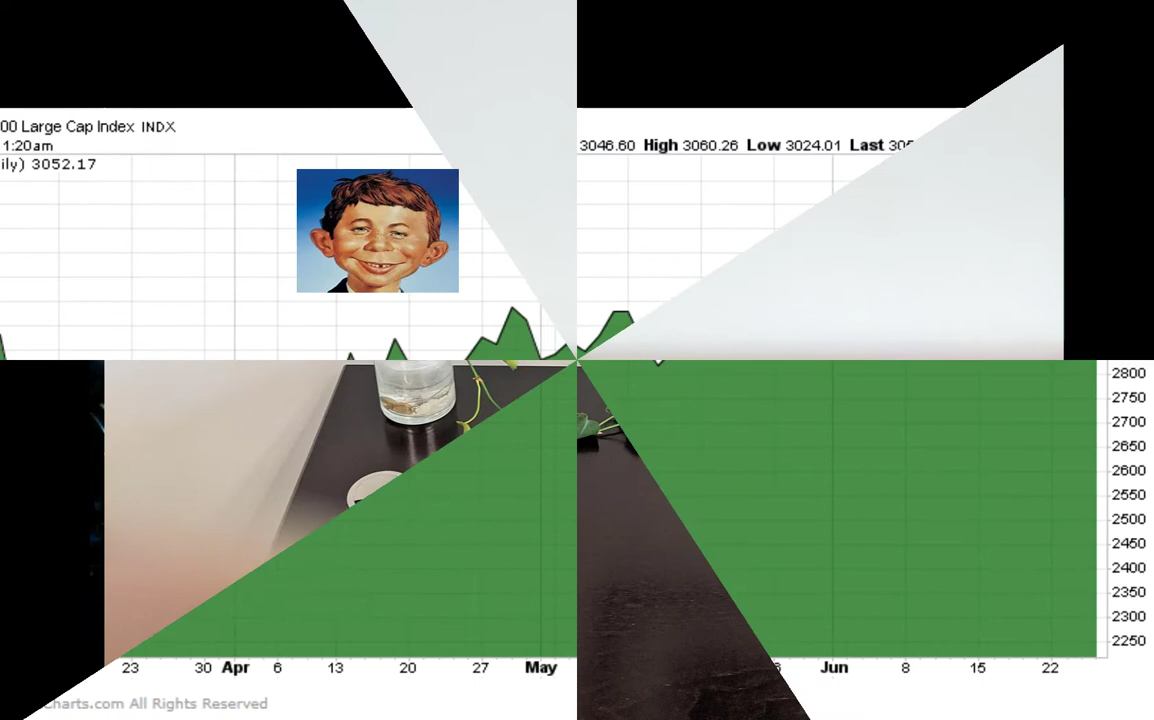 00 Large Cap Index INDX
1:20am
3046.60 High 3060.26 Low 3024.01 Last
ily) 3052.17
2800
2750
2700
2650
2600
2550
2500
2450
2400
2350
2300
2250
23 30 Apr 6 13 20 27 May Jun 8 15 22
Charts.com All Rights Reserved